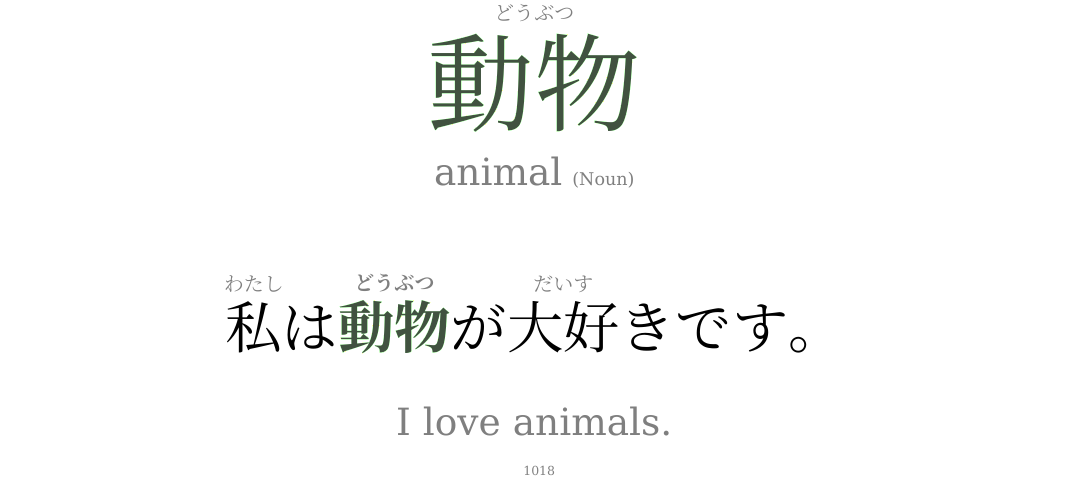 どうぶつ
動物
animal (Noun)
わたし どうぶつ だいす
私は動物が大好きです。
I love animals.
1018